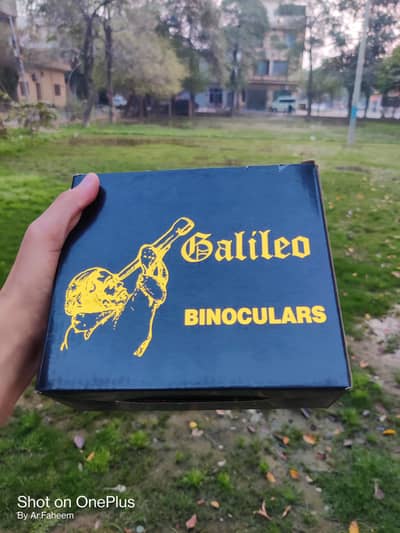 Galileo
BINOCULARS
Shot on OnePlus
By Ar.Faheem